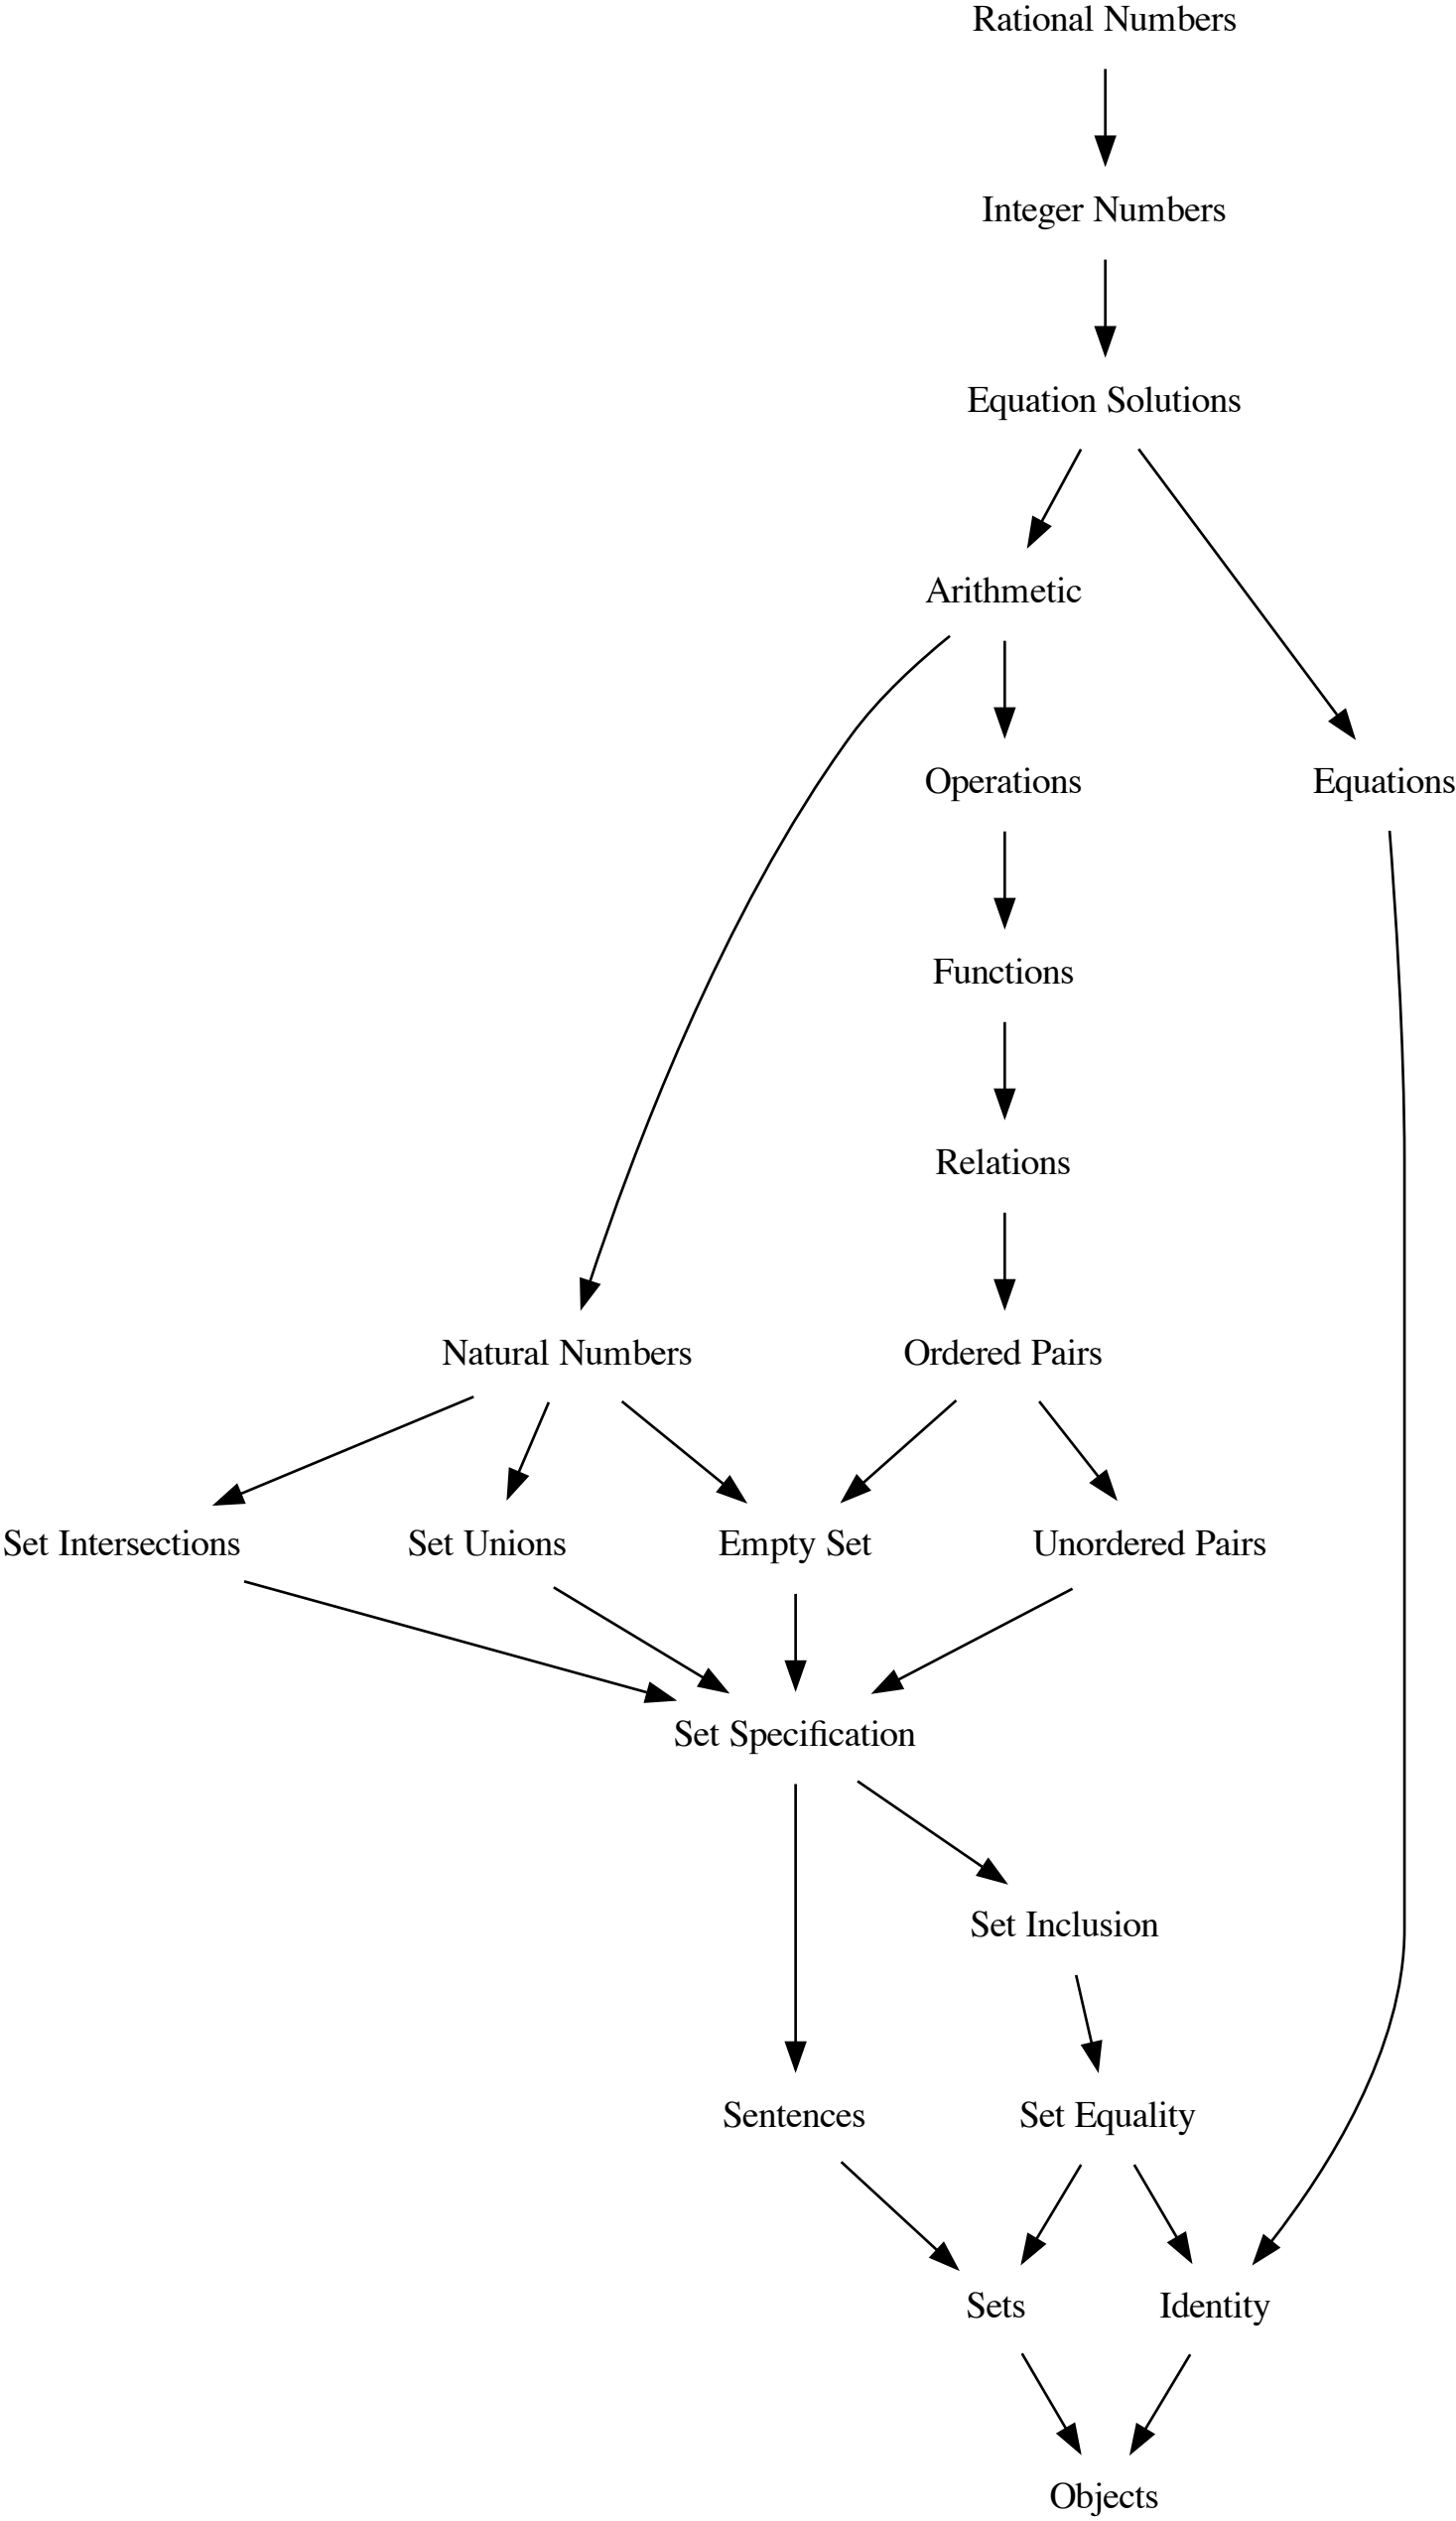 Rational Numbers
Integer Numbers
Equation Solutions
Arithmetic
Operations
Equations
Functions
Relations
Natural Numbers
Ordered Pairs
Set Intersections
Set Unions
Empty Set
Unordered Pairs
Set Specification
Set Inclusion
Sentences
Set Equality
Sets
Identity
Objects